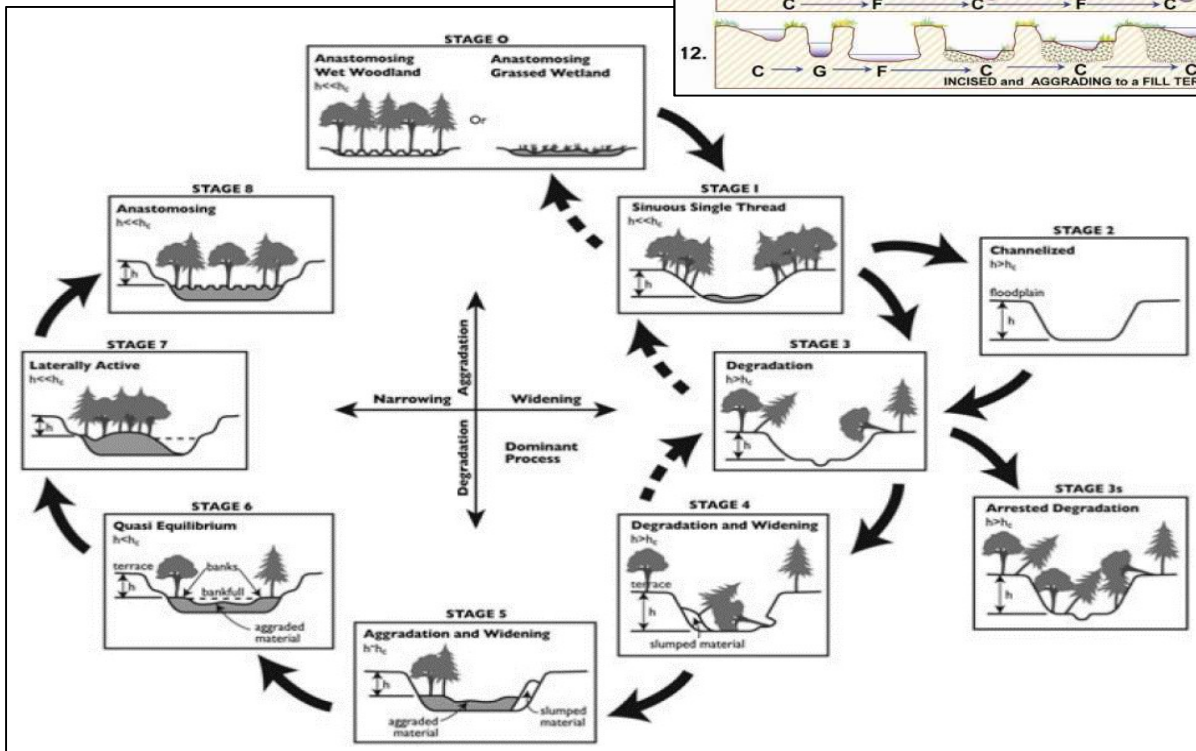 C F C F C
12.
C G F C C C
INCISED and AGGRADING to a FILL TER
STAGE O
Anastomosing
Wet Woodland
h<<hc
Or
Anastomosing
Grassed Wetland
STAGE I
Sinuous Single Thread
h<<hc
h
STAGE 2
Channelized
h>hc
floodplain
h
STAGE 8
Anastomosing
h<<hc
h
STAGE 3
Degradation
h>hc
h
STAGE 7
Laterally Active
h<<hc
h
Aggradation
Narrowing
Widening
Degradation
Dominant
Process
STAGE 3s
Arrested Degradation
h>hc
h
STAGE 4
Degradation and Widening
h>hc
terrace
h
slumped material
STAGE 6
Quasi Equilibrium
h<hc
terrace
h
banks
bankfull
aggraded
material
STAGE 5
Aggradation and Widening
h~hc
h
aggraded
material
slumped
material